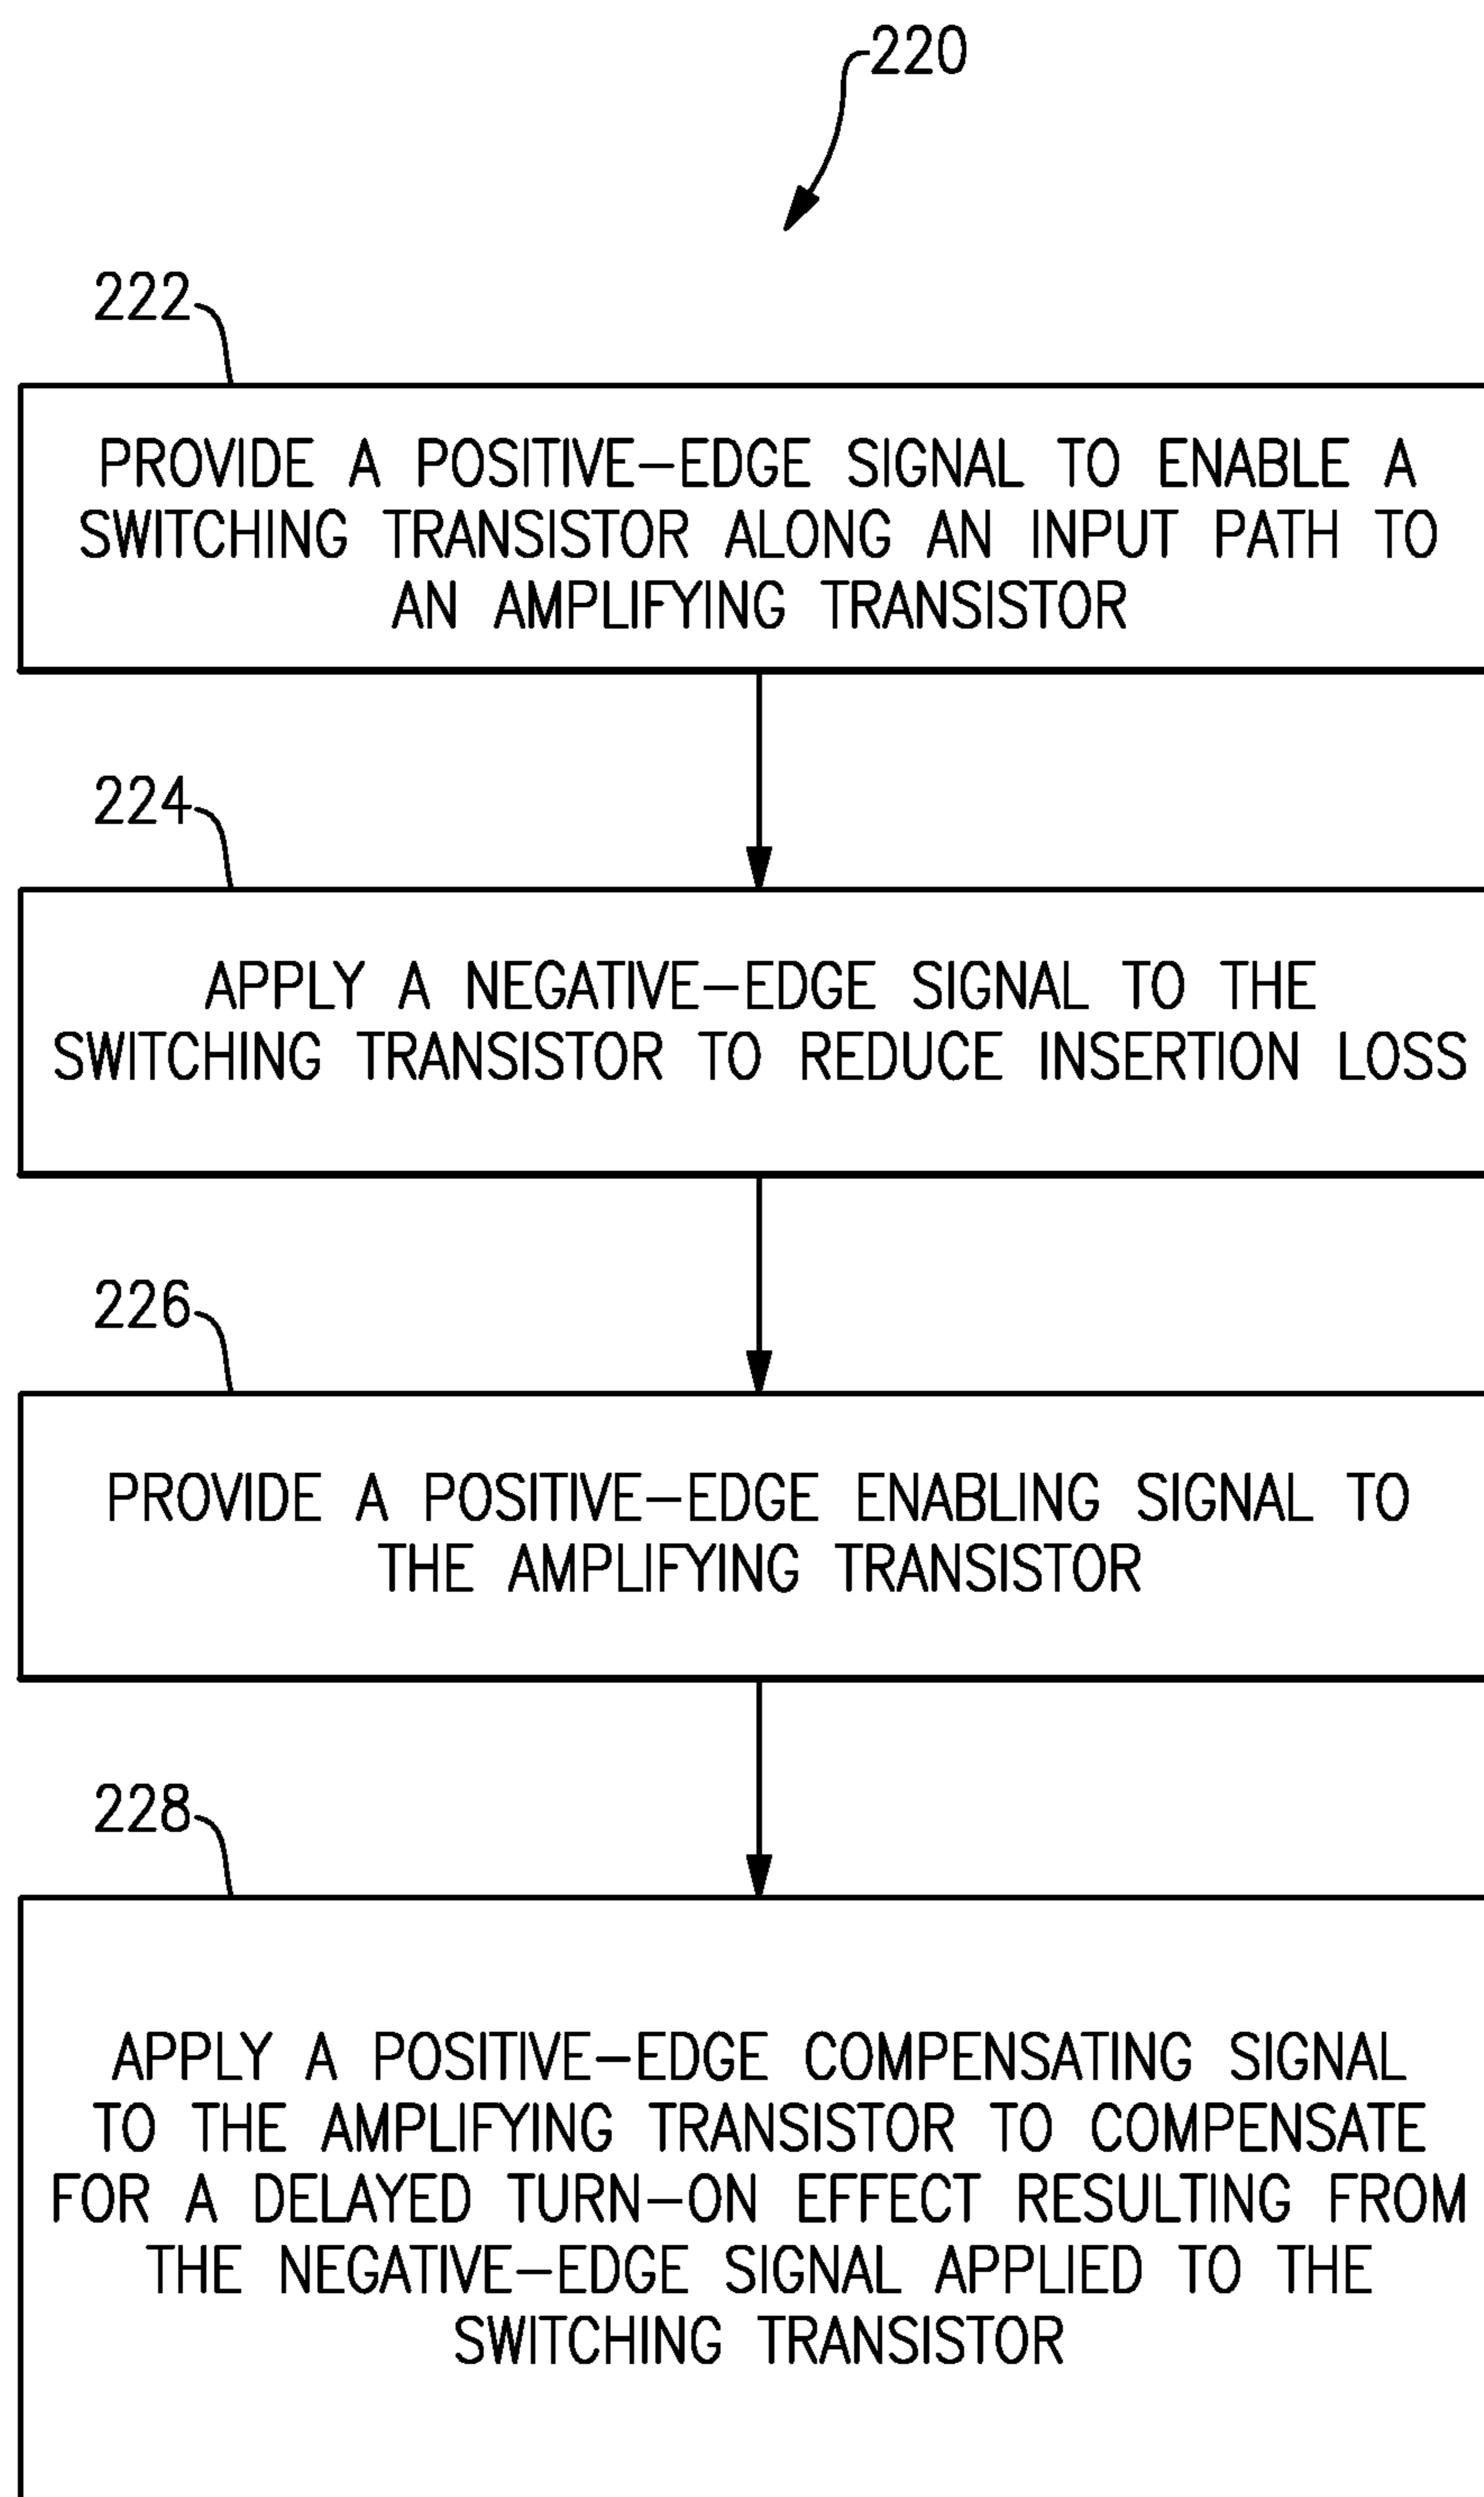 220
222
PROVIDE A POSITIVE-EDGE SIGNAL TO ENABLE A
SWITCHING TRANSISTOR ALONG AN INPUT PATH TO
AN AMPLIFYING TRANSISTOR
224
APPLY A NEGATIVE-EDGE SIGNAL TO THE
SWITCHING TRANSISTOR TO REDUCE INSERTION LOSS
226
PROVIDE A POSITIVE-EDGE ENABLING SIGNAL TO
THE AMPLIFYING TRANSISTOR
228
APPLY A POSITIVE-EDGE COMPENSATING SIGNAL
TO THE AMPLIFYING TRANSISTOR TO COMPENSATE
FOR A DELAYED TURN-ON EFFECT RESULTING FROM
THE NEGATIVE-EDGE SIGNAL APPLIED TO THE
SWITCHING TRANSISTOR